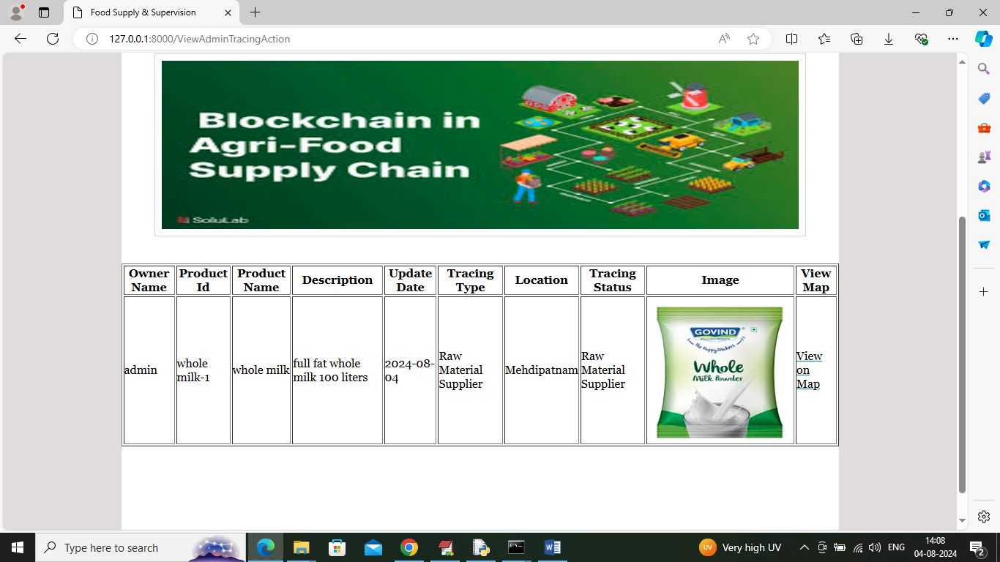 Food Supply & Supervision
127.0.0.1:8000/ViewAdminTracingAction
Blockchain in
Agri-Food
Supply Chain
SoluLab
Owner Name
Product Id
Product Name
Description
Update Date
Tracing Type
Location
Tracing Status
Image
View Map
admin
whole milk-1
whole milk
full fat whole milk 100 liters
2024-08-04
Raw Material Supplier
Mehdipatnam
Raw Material Supplier
GOVIND
The Happy Makers
Whole
Milk Powder
View on Map
Type here to search
UV
Very high UV
ENG
14:08
04-08-2024
2